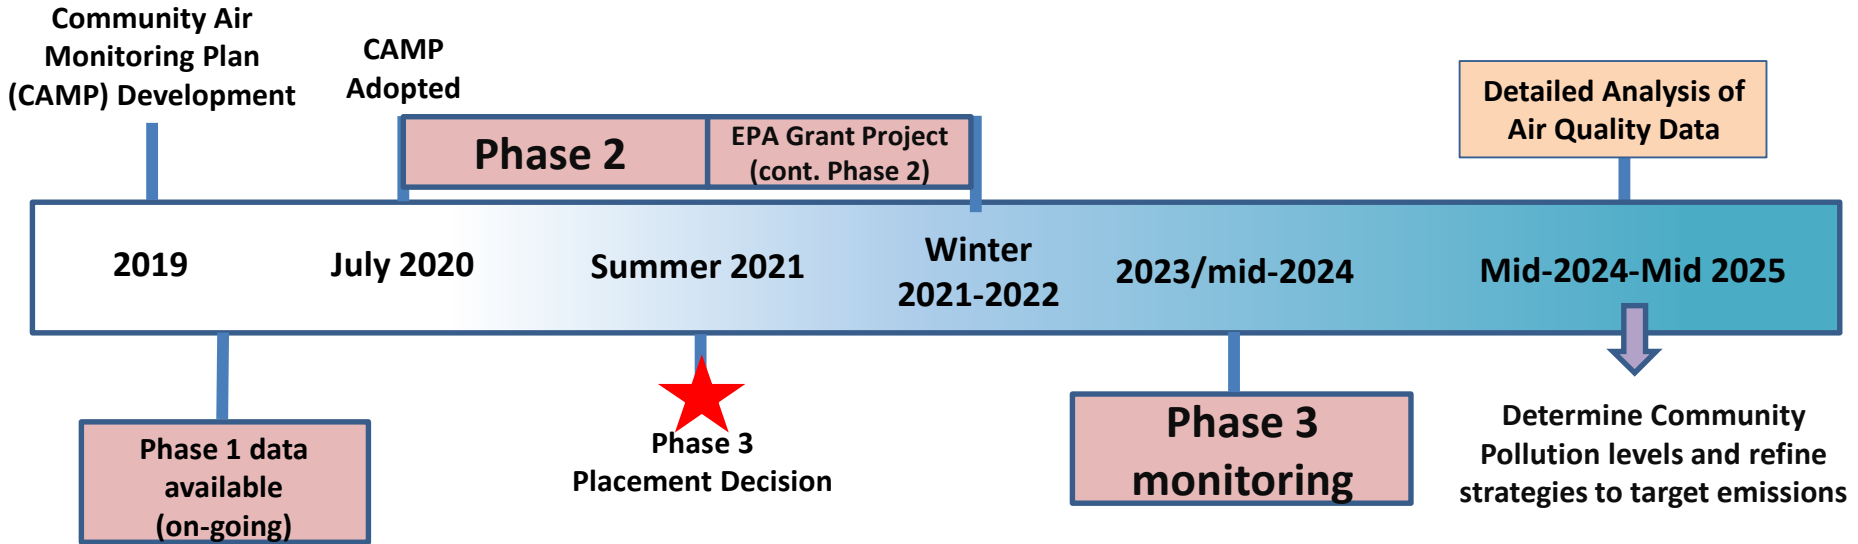 Community Air
Monitoring Plan
(CAMP) Development
CAMP
Adopted
Phase 2
EPA Grant Project
(cont. Phase 2)
Detailed Analysis of
Air Quality Data
2019
July 2020
Summer 2021
Winter
2021-2022
2023/mid-2024
Mid-2024-Mid 2025
Phase 1 data
available
(on-going)
Phase 3
Placement Decision
Phase 3
monitoring
Determine Community
Pollution levels and refine
strategies to target emissions